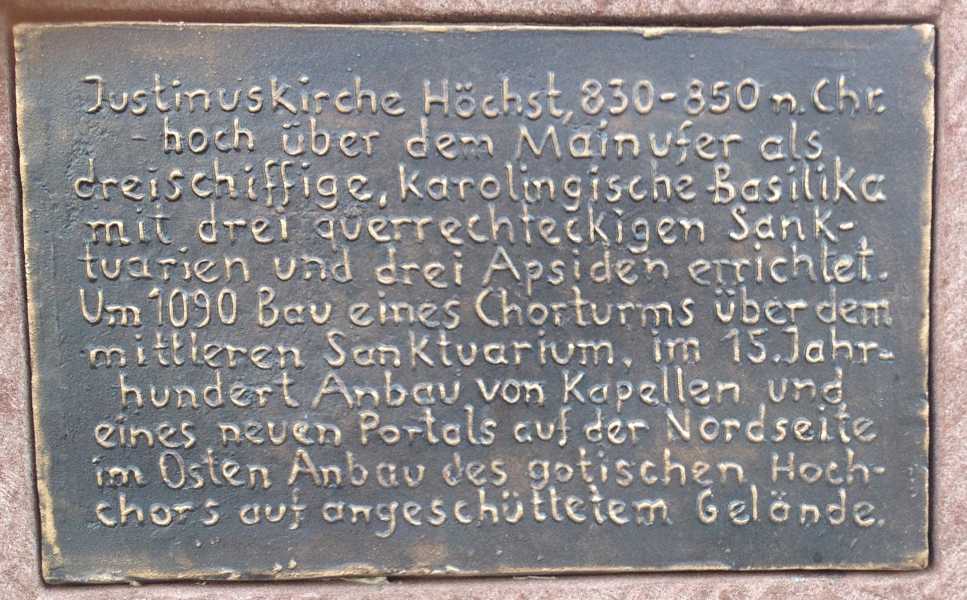 Justinuskirche Höchst, 830-850 n. Chr.
hoch über dem Mainufer als
dreischiffige, karolingische Basilika
mit drei querrechteckigen Sank-
tuarien und drei Apsiden errichtet.
Um 1090 Bau eines Chorturms über dem
mittleren Sanktuarium, im 15. Jahr-
hundert Anbau von Kapellen und
eines neuen Portals auf der Nordseite
im Osten Anbau des gotischen Hoch-
chors auf angeschüttetem Gelände.